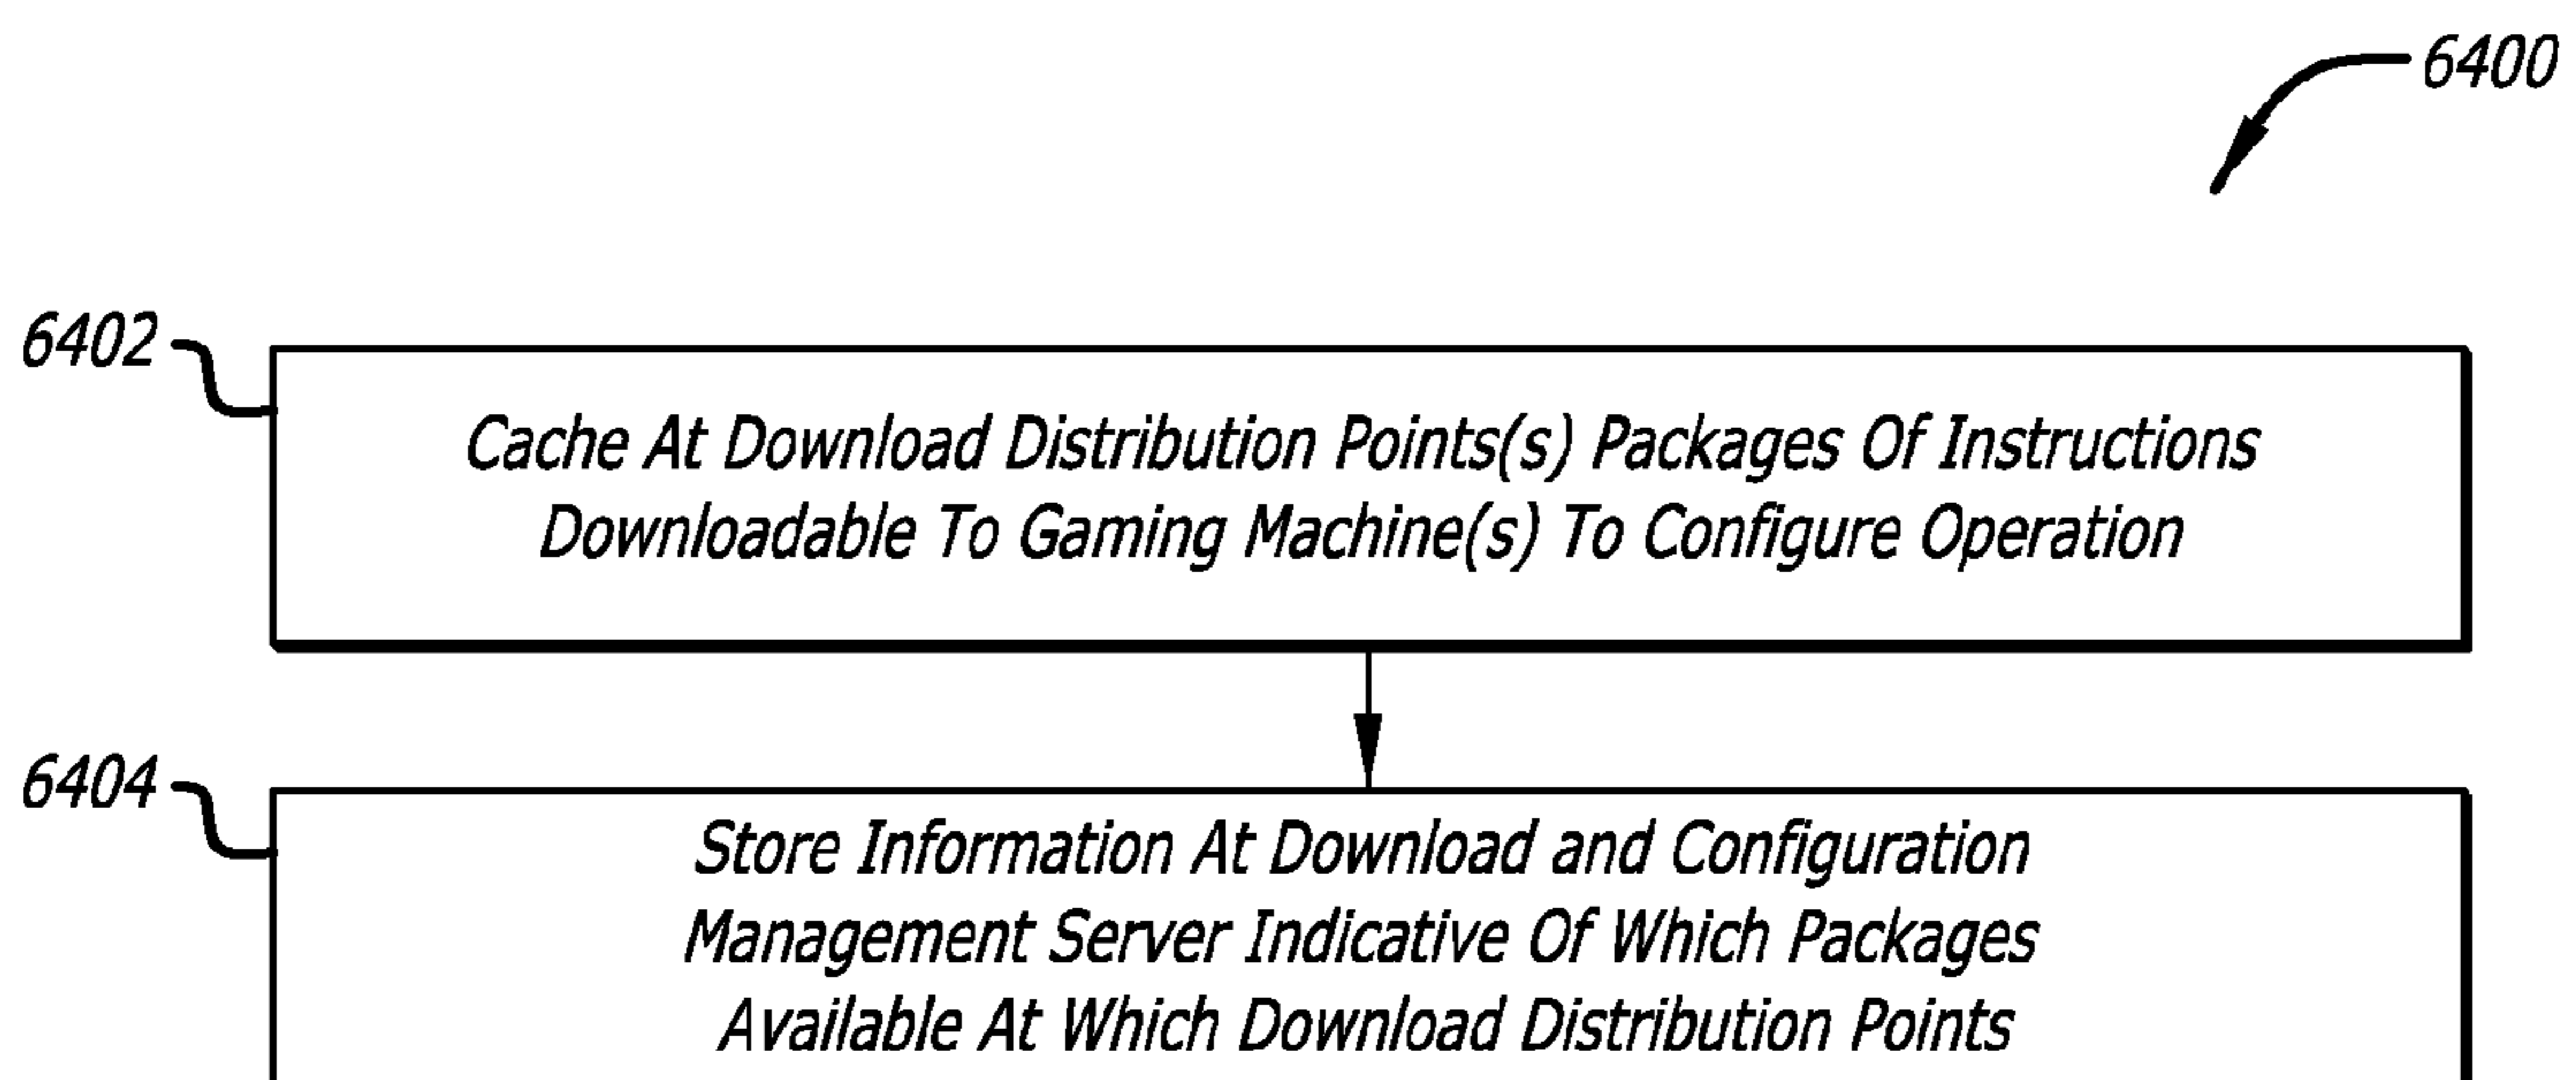 6400
6402
Cache At Download Distribution Points(s) Packages Of Instructions
Downloadable To Gaming Machine(s) To Configure Operation
6404
Store Information At Download and Configuration
Management Server Indicative Of Which Packages
Available At Which Download Distribution Points